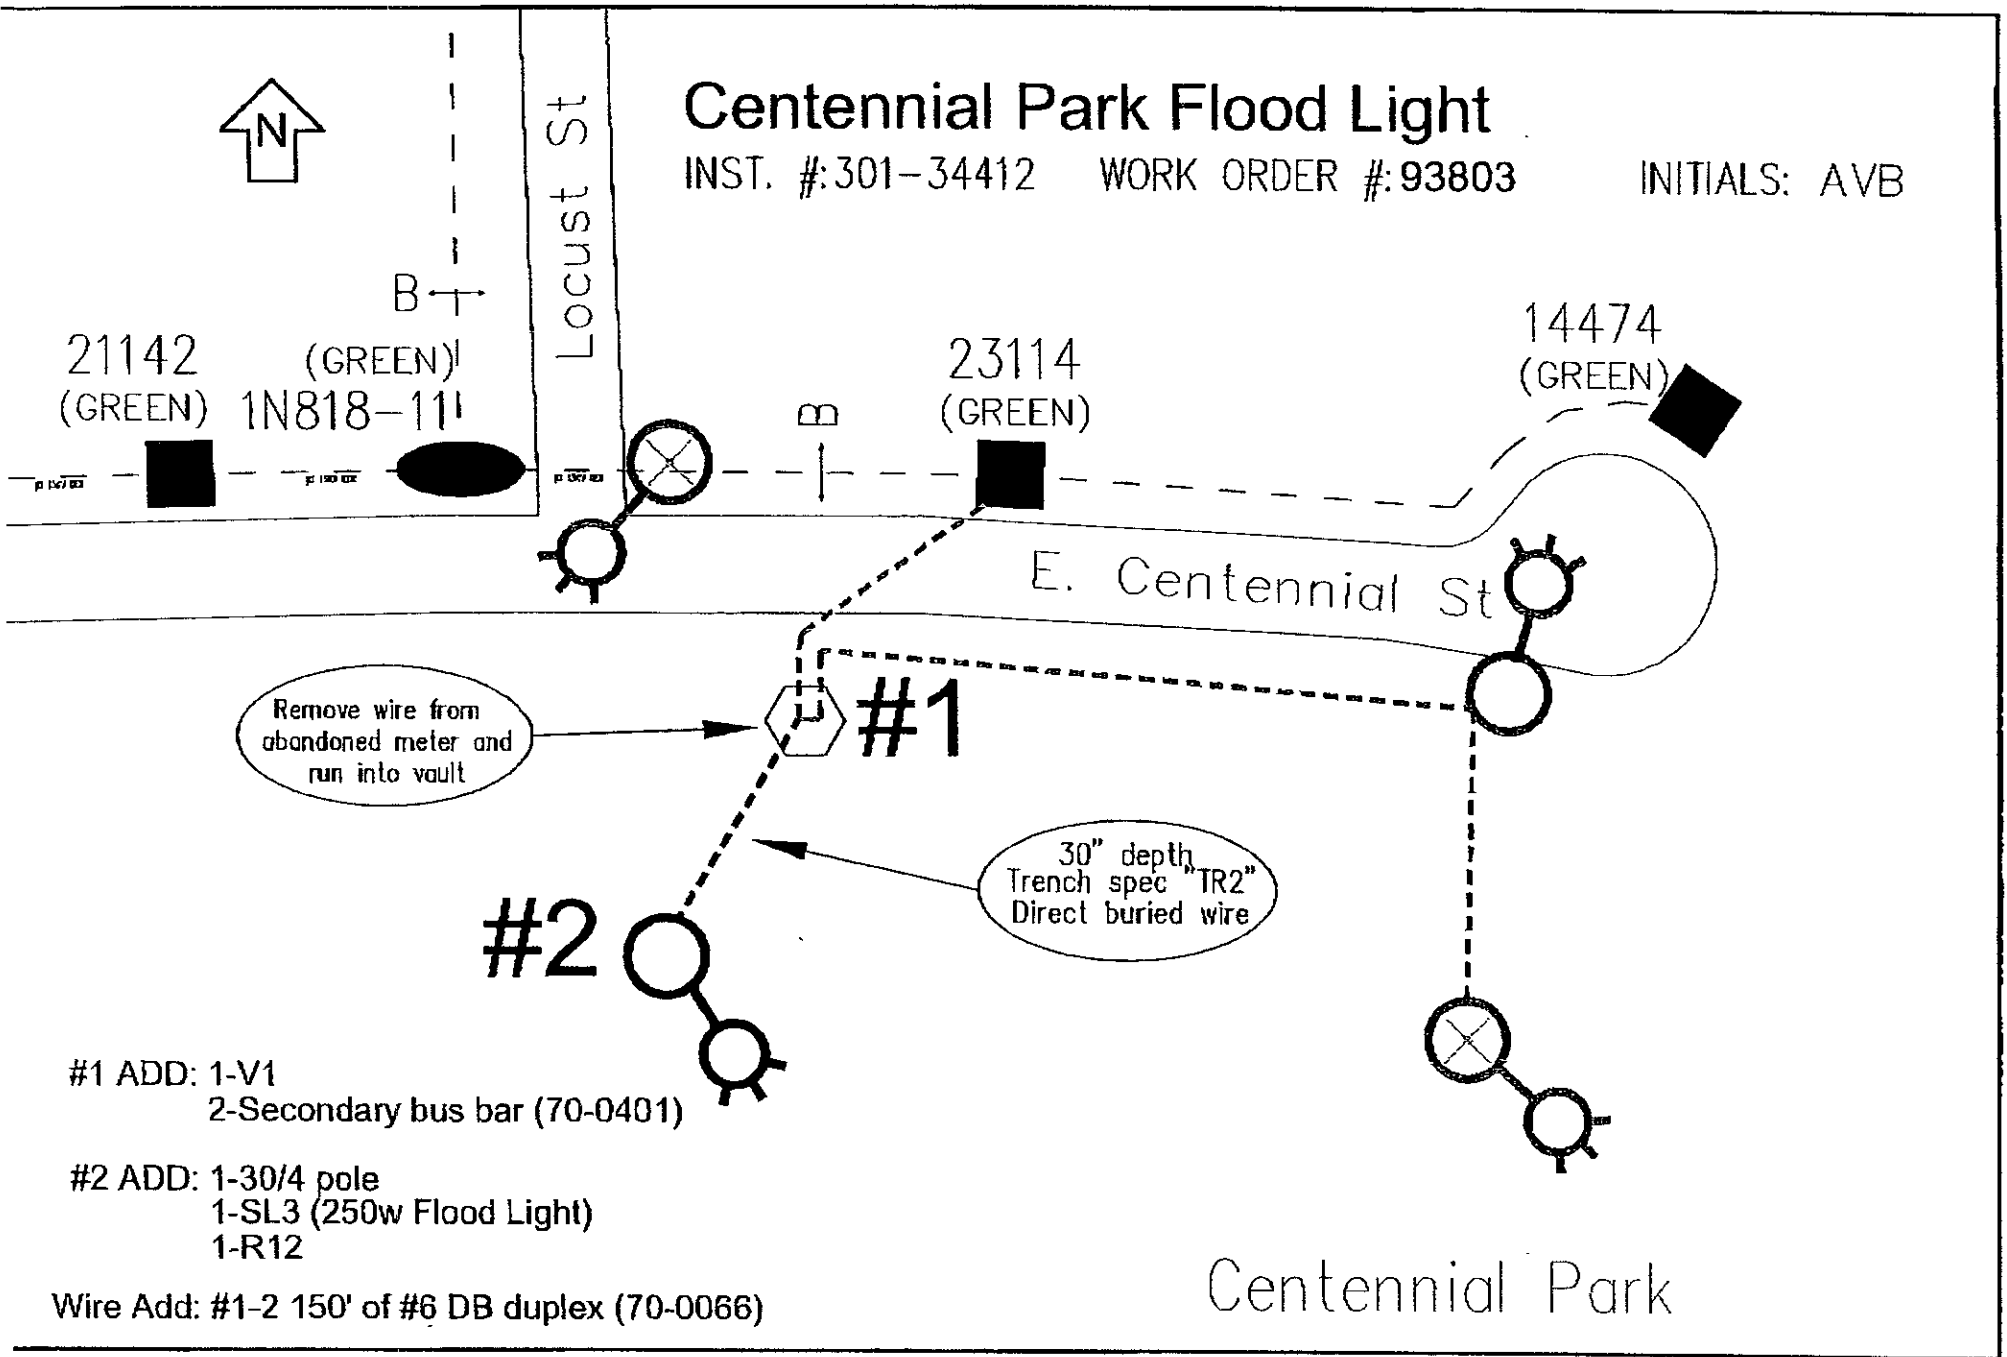 N
Centennial Park Flood Light
INST. #:301-34412 WORK ORDER #:93803 INITIALS: AVB
Locust St
B
21142
(GREEN)
(GREEN)
1N818-11
B
23114
(GREEN)
14474
(GREEN)
E. Centennial St
Remove wire from
abandoned meter and
run into vault
#1
30" depth
Trench spec "TR2"
Direct buried wire
#2
#1 ADD: 1-V1
2-Secondary bus bar (70-0401)
#2 ADD: 1-30/4 pole
1-SL3 (250w Flood Light)
1-R12
Wire Add: #1-2 150' of #6 DB duplex (70-0066)
Centennial Park